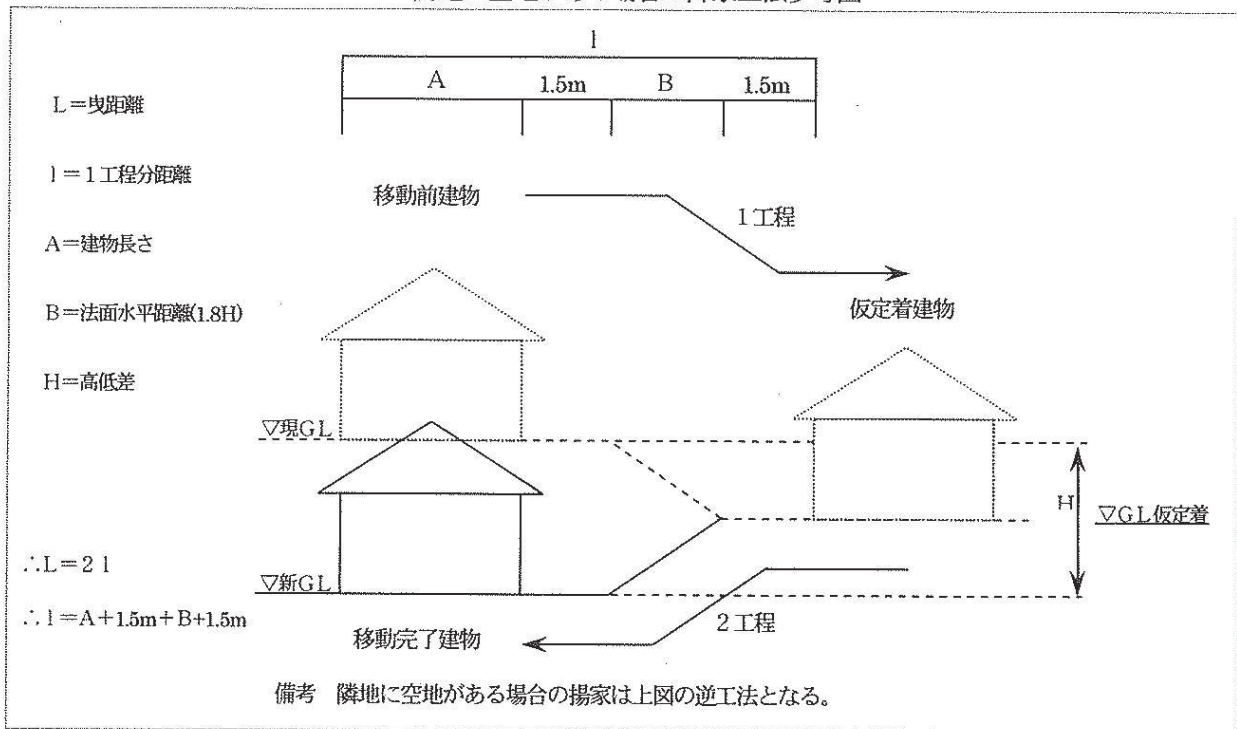 l
A 1.5m B 1.5m
L=曳距離
l=1工程分距離
A=建物長さ
B=法面水平距離(1.8H)
H=高低差
移動前建物
1工程
仮定着建物
▽現GL
H
▽GL仮定着
▽新GL
2工程
移動完了建物
∴L=2l
∴l=A+1.5m+B+1.5m
備考 隣地に空地がある場合の揚家は上図の逆工法となる。